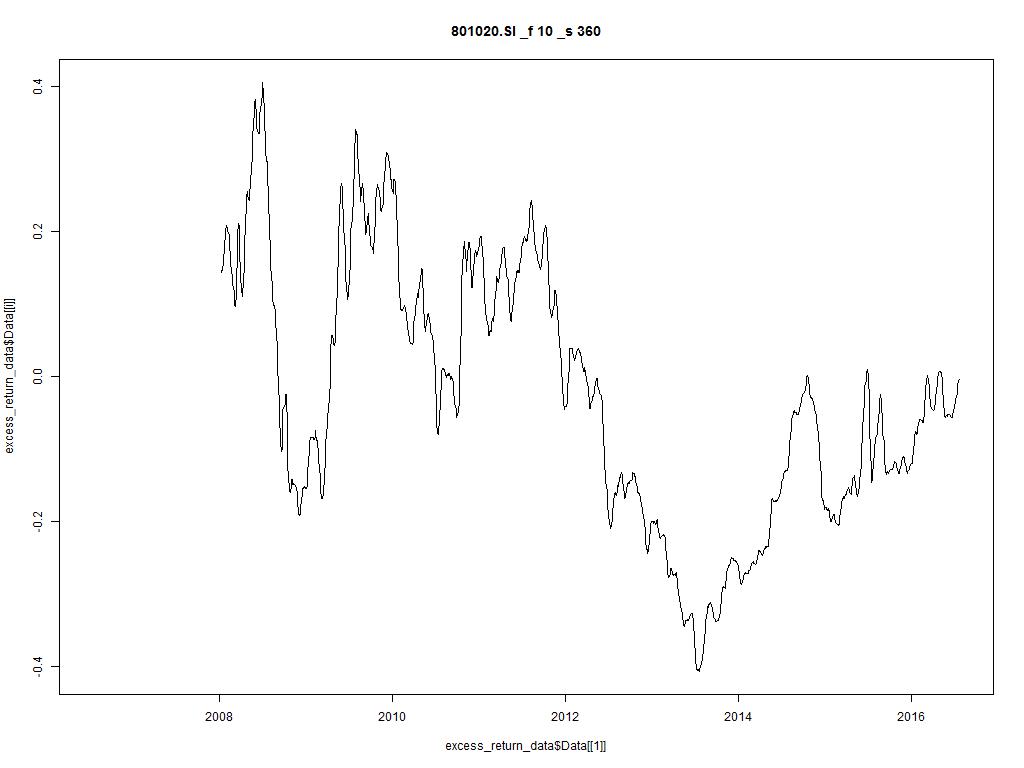 801020.SI _f 10 _s 360
excess_return_data$Data[[i]]
0.4
0.2
0.0
-0.2
-0.4
2008 2010 2012 2014 2016
excess_return_data$Data[[1]]